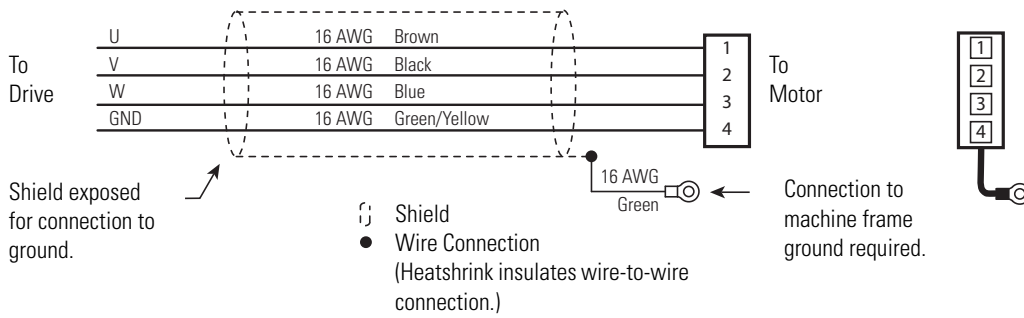 U 16 AWG Brown
V 16 AWG Black
W 16 AWG Blue
GND 16 AWG Green/Yellow
To
Drive
1
2
3
4
To
Motor
1
2
3
4
Shield exposed
for connection to
ground.
16 AWG
Green
Connection to
machine frame
ground required.
Shield
Wire Connection
(Heatshrink insulates wire-to-wire
connection.)